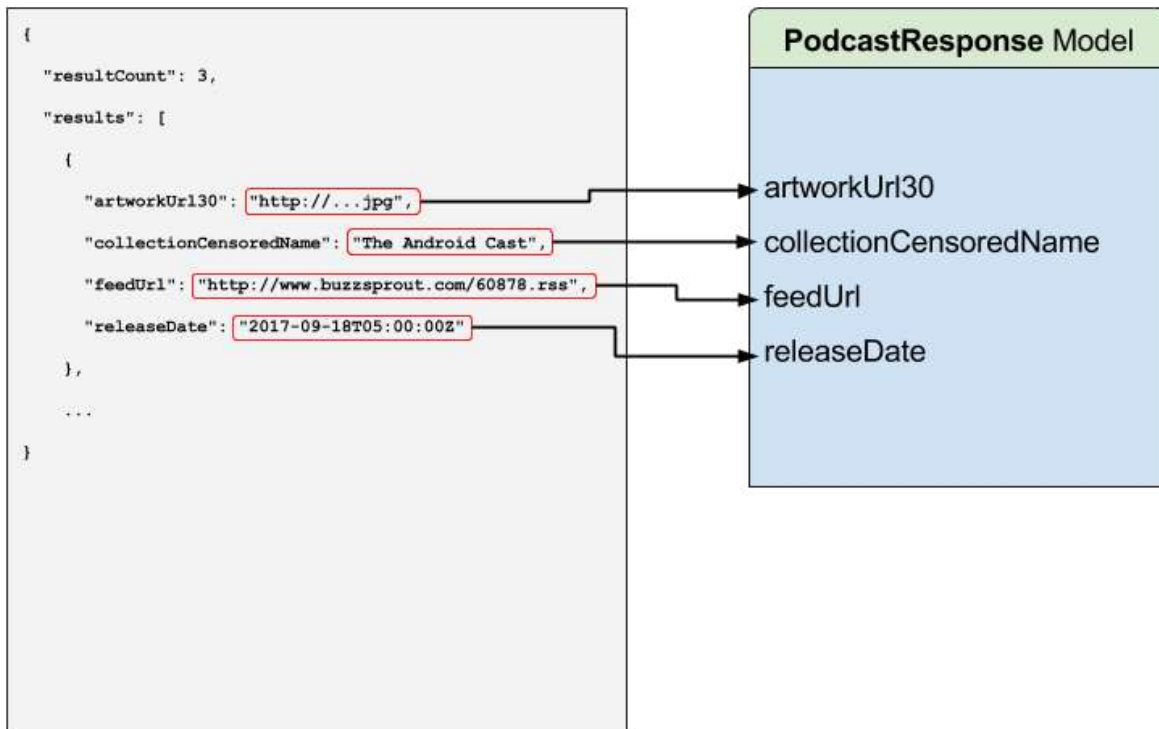 {
"resultCount": 3,
"results": [
{
"artworkUrl30": "http://...jpg",
"collectionCensoredName": "The Android Cast",
"feedUrl": "http://www.buzzsprout.com/60878.rss",
"releaseDate": "2017-09-18T05:00:00Z"
},
...
}
PodcastResponse Model
artworkUrl30
collectionCensoredName
feedUrl
releaseDate